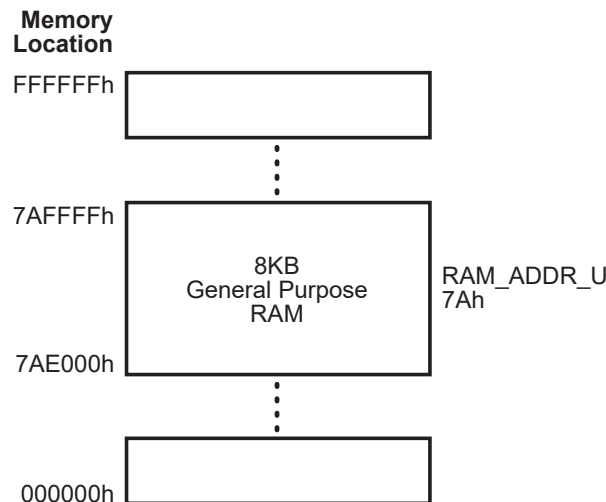 Memory
Location
FFFFFFh
7AFFFFh
8KB
General Purpose
RAM
RAM_ADDR_U
7Ah
7AE000h
000000h